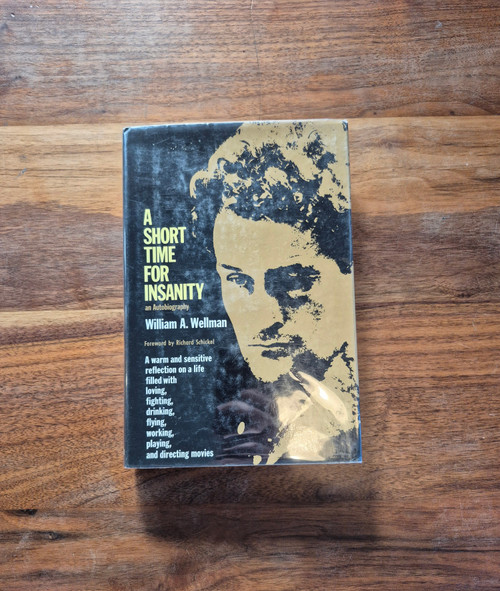 A
SHORT
TIME
FOR
INSANITY
an Autobiography
William A. Wellman
Foreword by Richard Schickel
A warm and sensitive
reflection on a life
filled with
loving,
fighting,
drinking,
flying,
working,
playing,
and directing movies